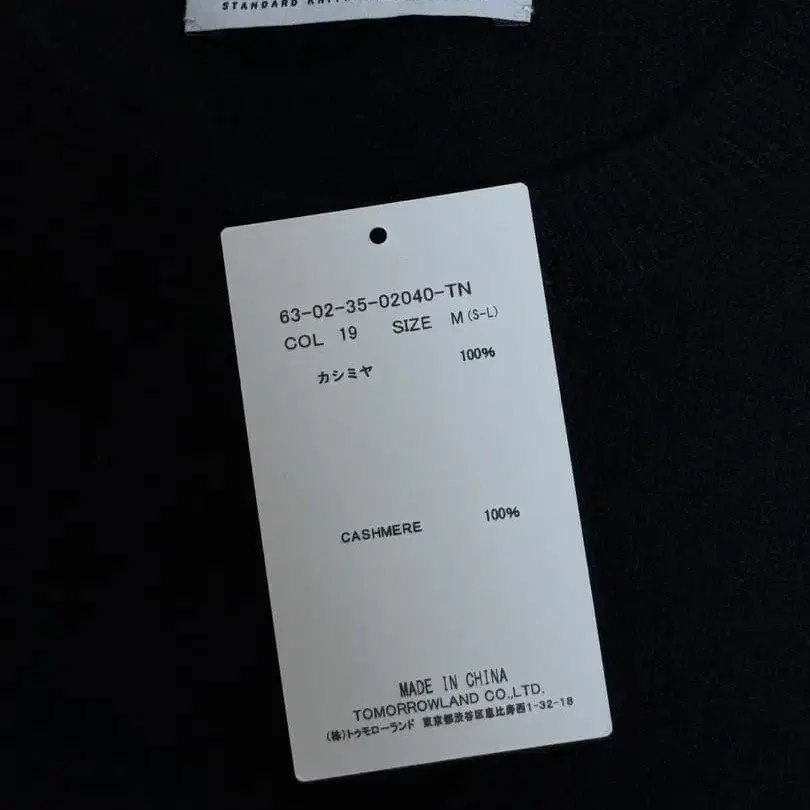 STANDARD
63-02-35-02040-TN
COL 19 SIZE M(S-L)
カシミヤ 100%
CASHMERE 100%
MADE IN CHINA
TOMORROWLAND CO.,LTD.
(株)トゥモローランド 東京都渋谷区恵比寿西1-32-18